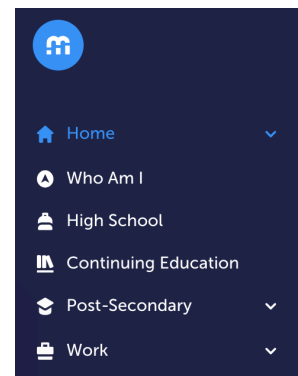 m
Home
Who Am I
High School
Continuing Education
Post-Secondary
Work